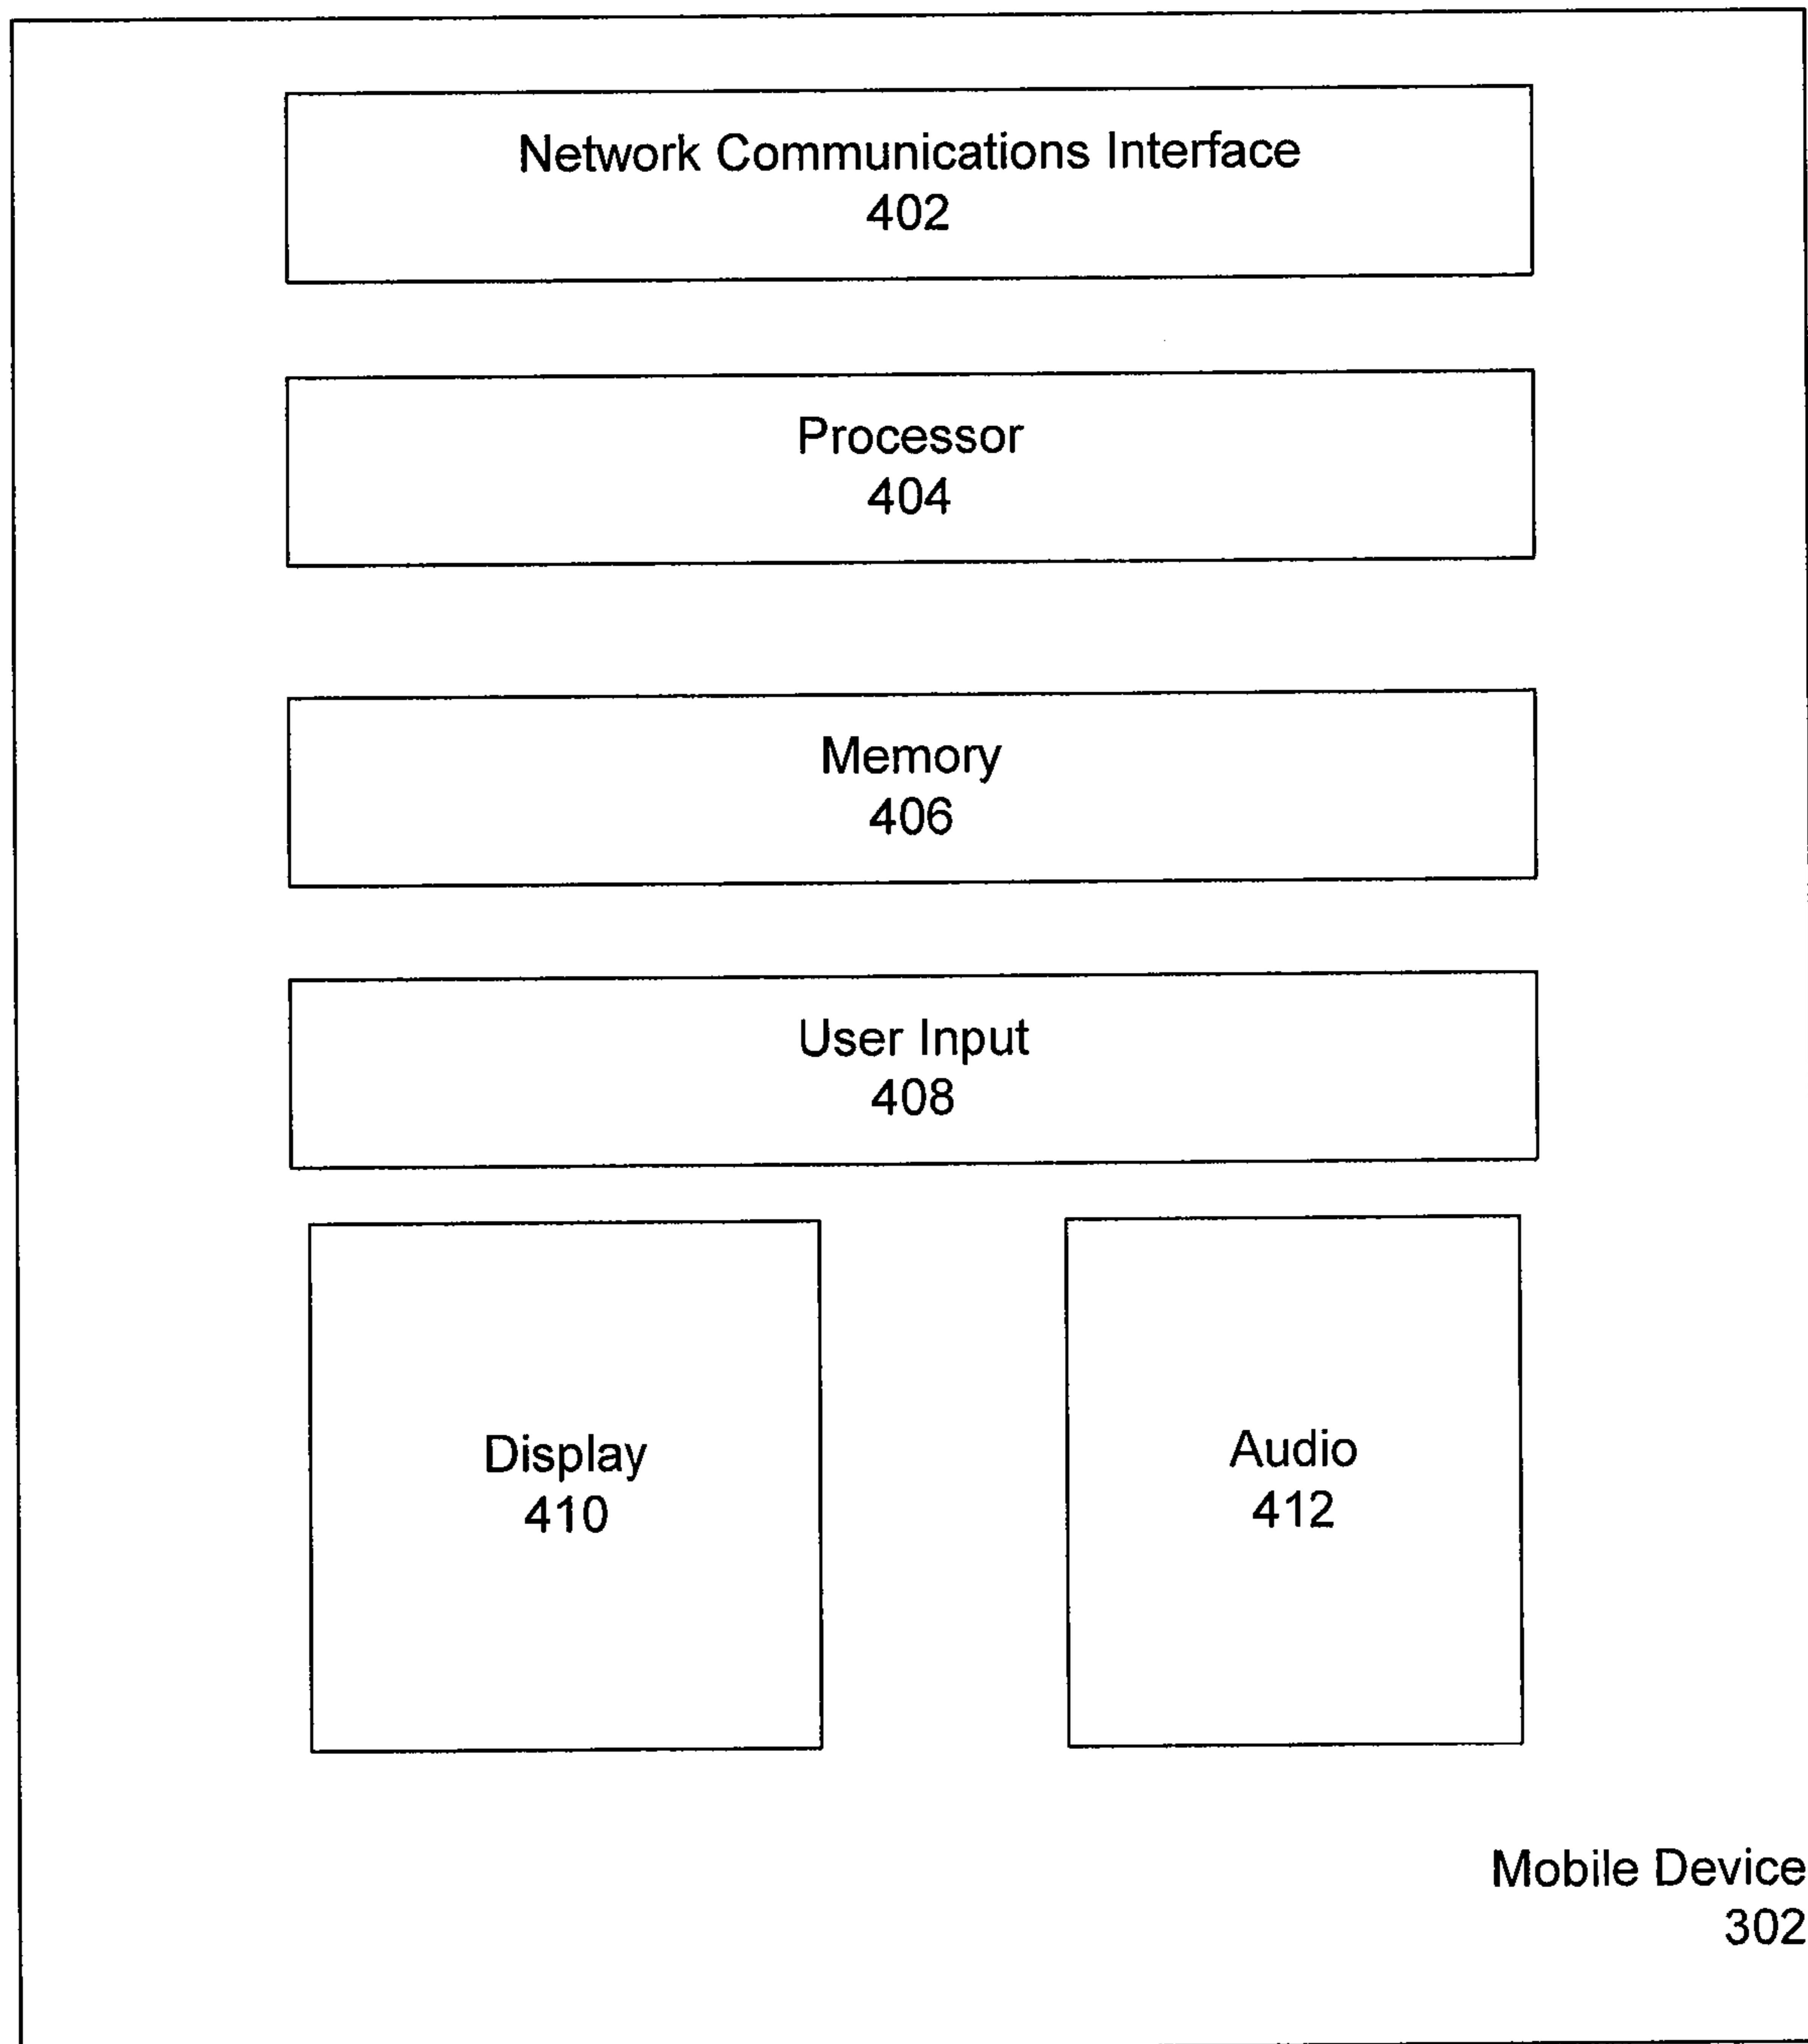 Network Communications Interface
402
Processor
404
Memory
406
User Input
408
Display
410
Audio
412
Mobile Device
302